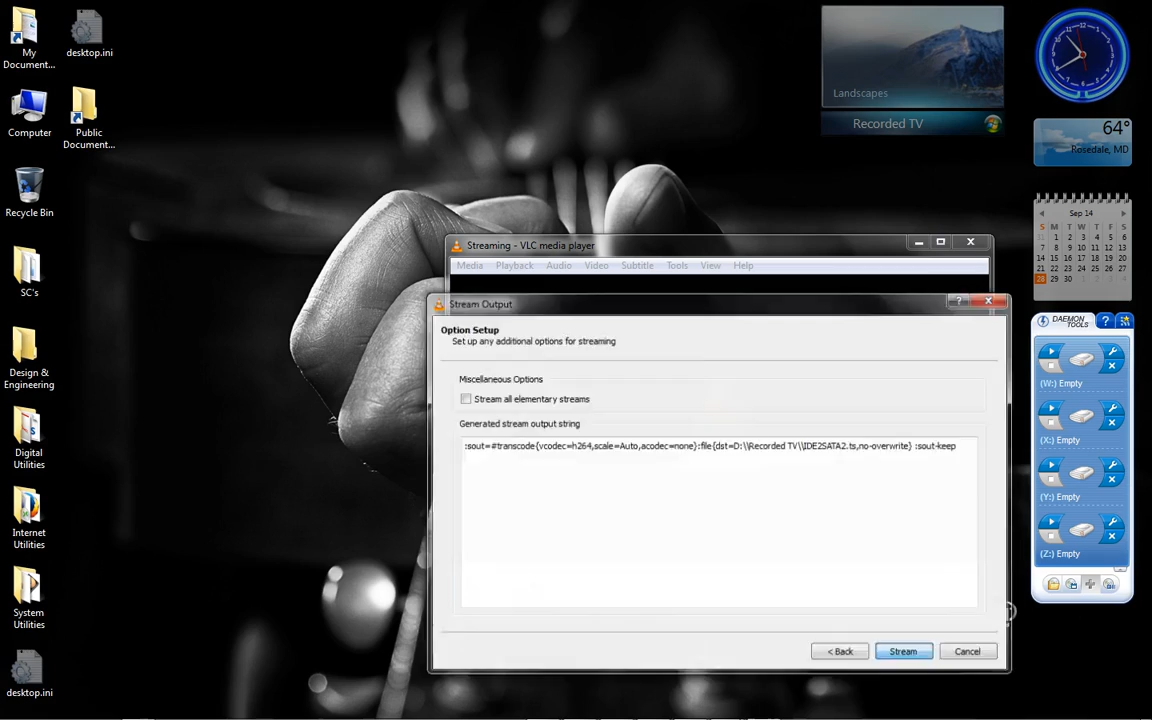 My
Document...
desktop.ini
Computer
Public
Document...
Recycle Bin
SC's
Design &
Engineering
Digital
Utilities
Internet
Utilities
System
Utilities
desktop.ini
Landscapes
Recorded TV
12
64°
Rosedale, MD
Sep 14
S M T W T F S
31 1 2 3 4 5 6
7 8 9 10 11 12 13
14 15 16 17 18 19 20
21 22 23 24 25 26 27
28 29 30
DAEMON
TOOLS
?
(W:) Empty
(X:) Empty
(Y:) Empty
(Z:) Empty
Streaming - VLC media player
Media Playback Audio Video Subtitle Tools View Help
Stream Output
?
Option Setup
Set up any additional options for streaming
Miscellaneous Options
Stream all elementary streams
Generated stream output string
:sout=#transcode{vcodec=h264,scale=Auto,acodec=none}:file{dst=D:\\Recorded TV\\IDE2SATA2.ts,no-overwrite} :sout-keep
< Back
Stream
Cancel